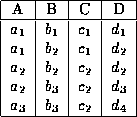 A B C D
a₁ b₁ c₁ d₁
a₁ b₂ c₁ d₂
a₂ b₂ c₂ d₂
a₂ b₃ c₂ d₃
a₃ b₃ c₂ d₄